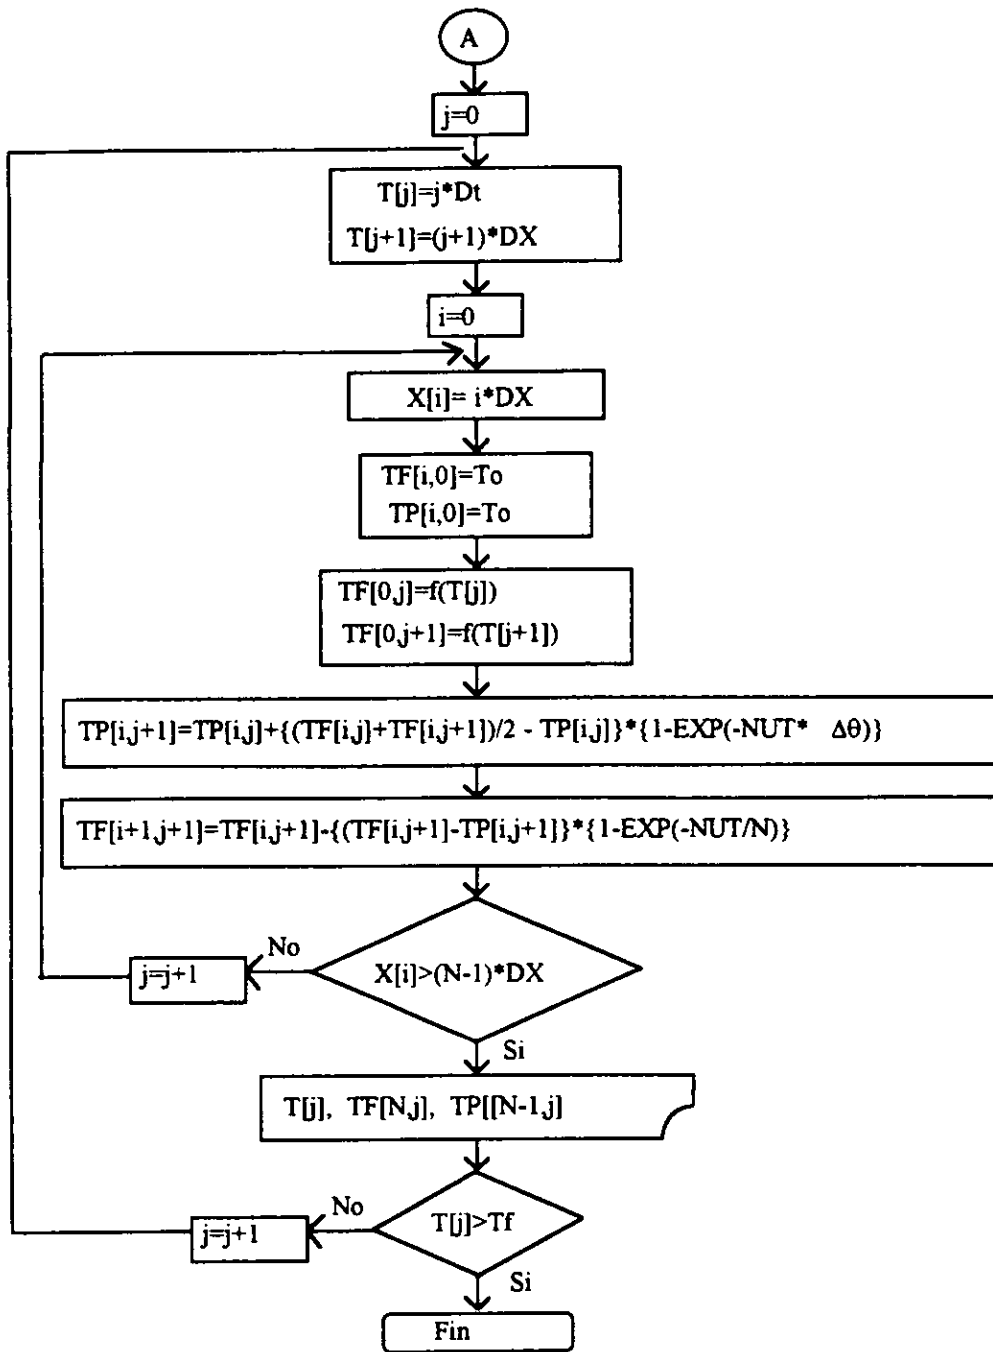 A
j=0
T[j]=j*Dt
T[j+1]=(j+1)*DX
i=0
X[i]= i*DX
TF[i,0]=To
TP[i,0]=To
TF[0,j]=f(T[j])
TF[0,j+1]=f(T[j+1])
TP[i,j+1]=TP[i,j]+{(TF[i,j]+TF[i,j+1])/2 - TP[i,j]}*{1-EXP(-NUT* Δθ)}
TF[i+1,j+1]=TF[i,j+1]-{(TF[i,j+1]-TP[i,j+1]}*{1-EXP(-NUT/N)}
X[i]>(N-1)*DX
No
j=j+1
Si
T[j], TF[N,j], TP[[N-1,j]
T[j]>Tf
No
j=j+1
Si
Fin